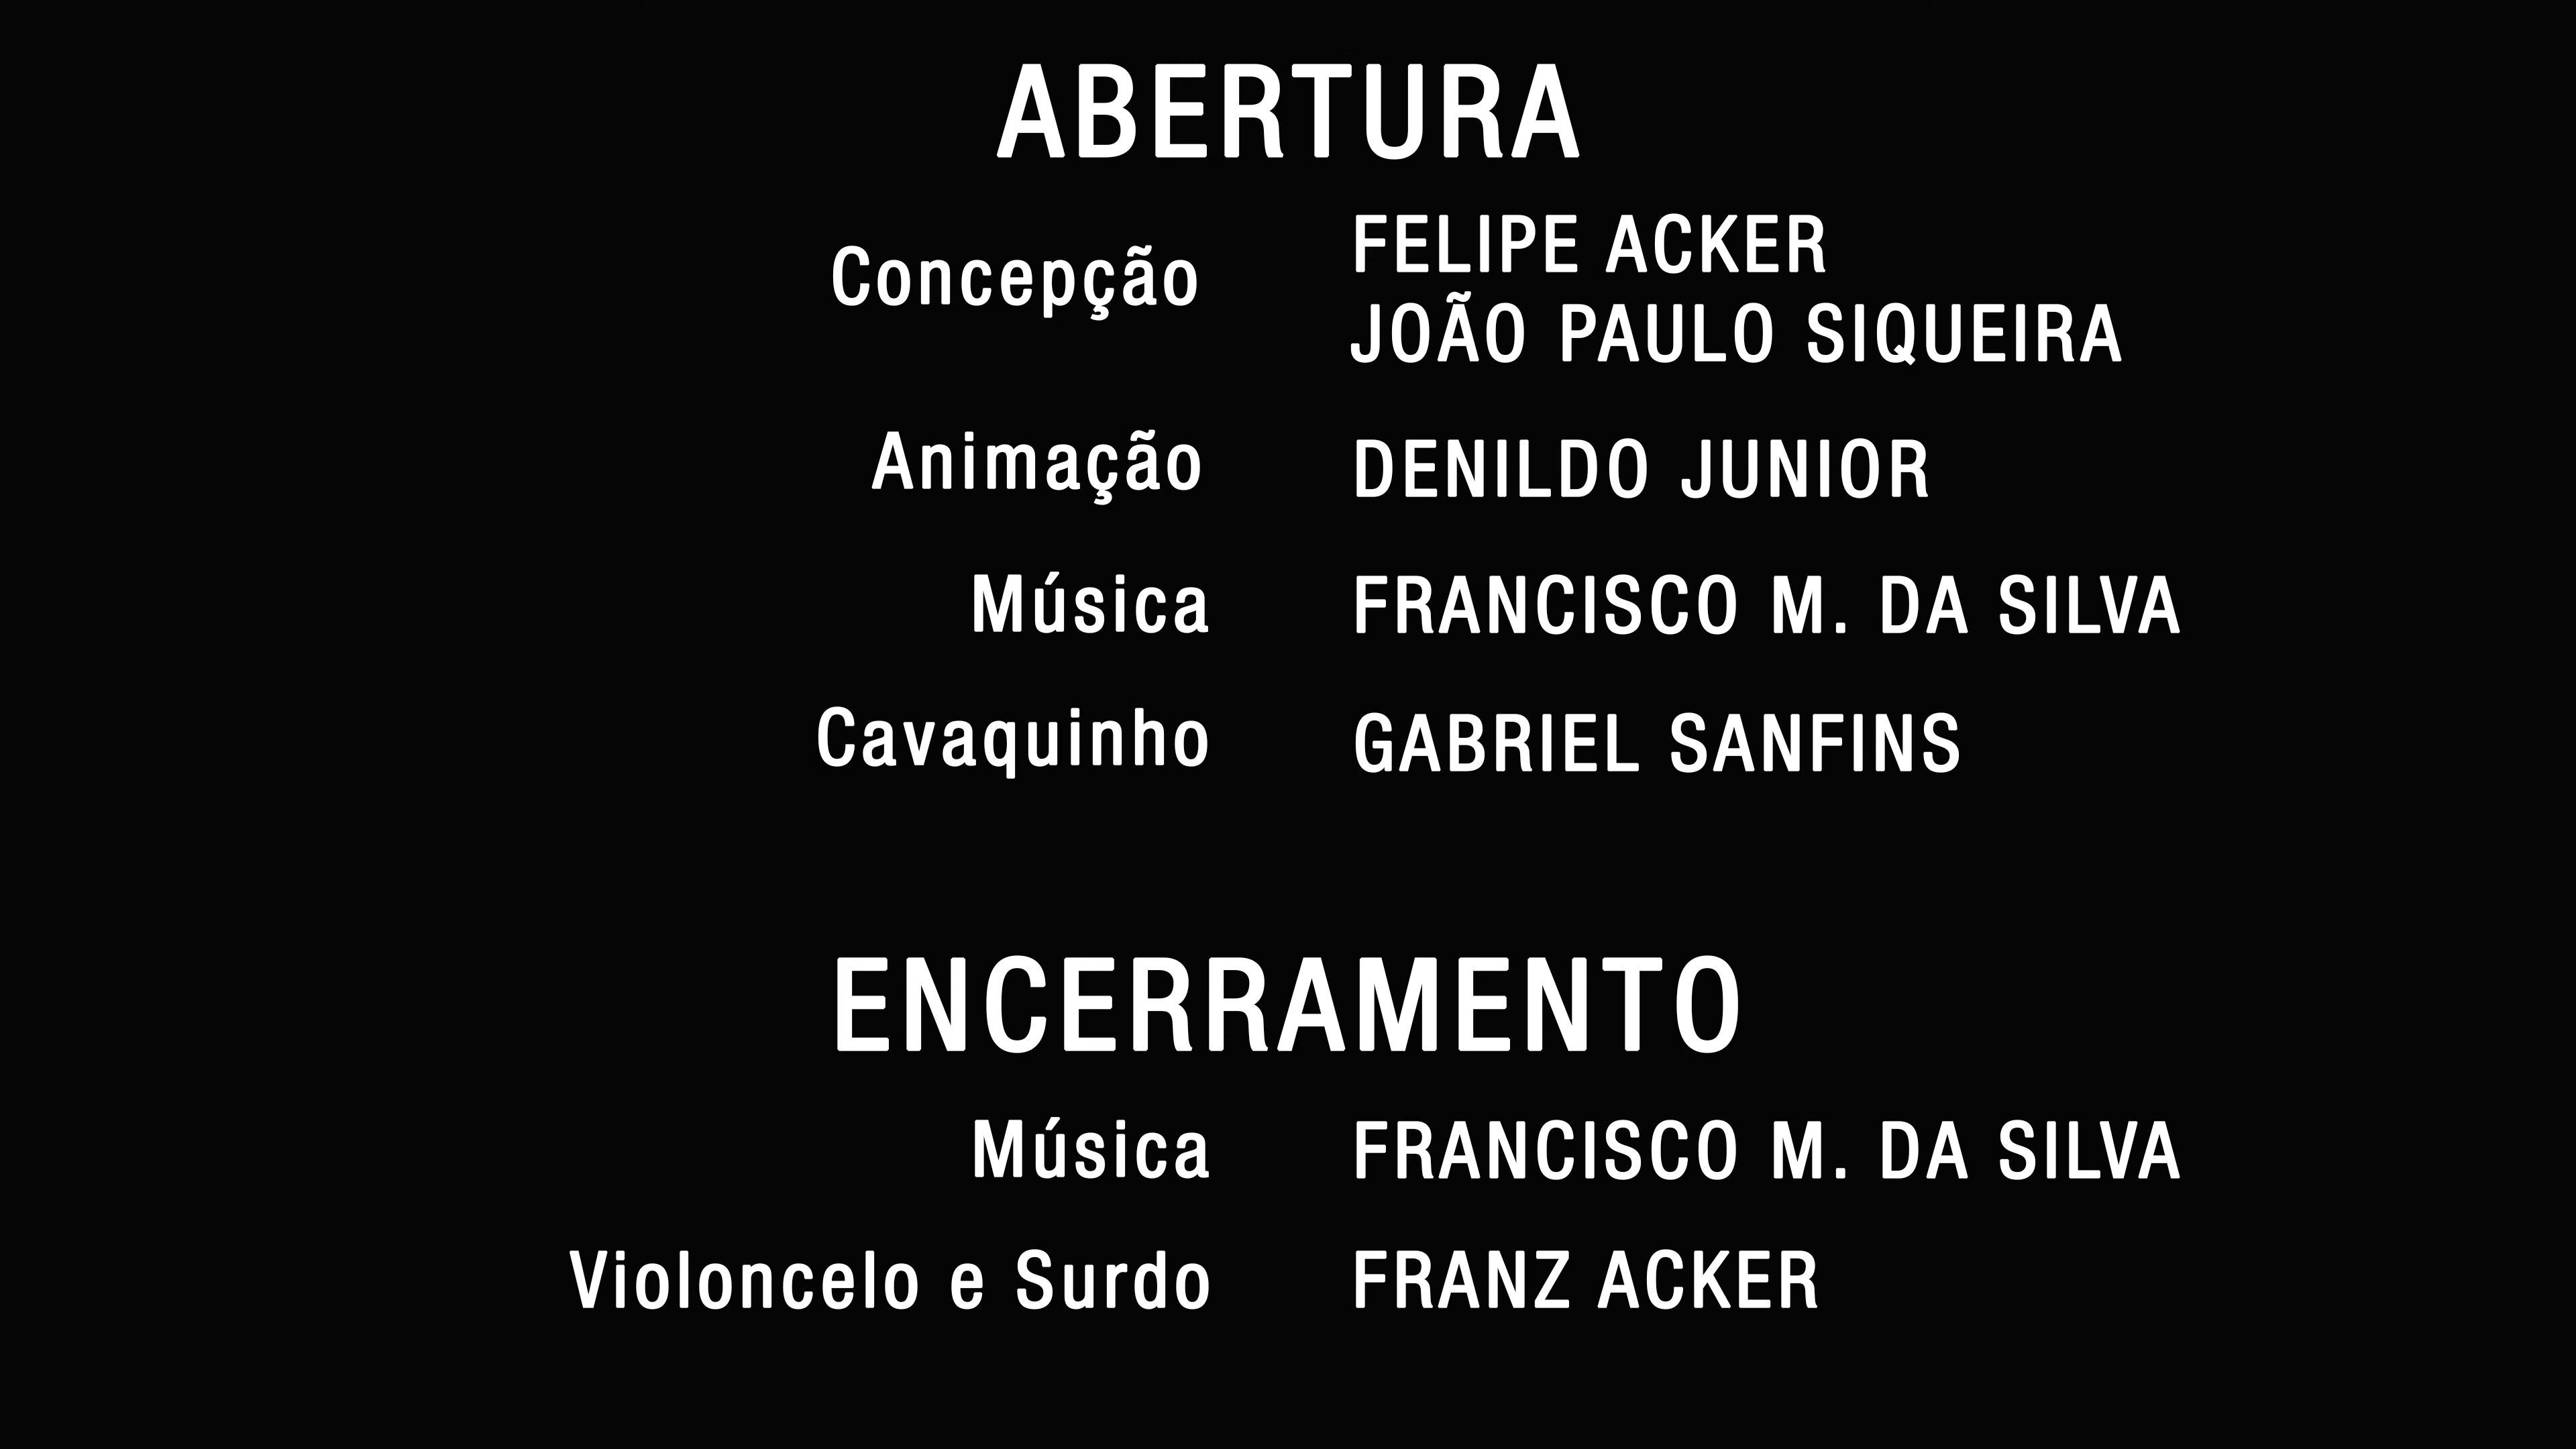 ABERTURA
Concepção FELIPE ACKER
JOÃO PAULO SIQUEIRA
Animação DENILDO JUNIOR
Música FRANCISCO M. DA SILVA
Cavaquinho GABRIEL SANFINS
ENCERRAMENTO
Música FRANCISCO M. DA SILVA
Violoncelo e Surdo FRANZ ACKER